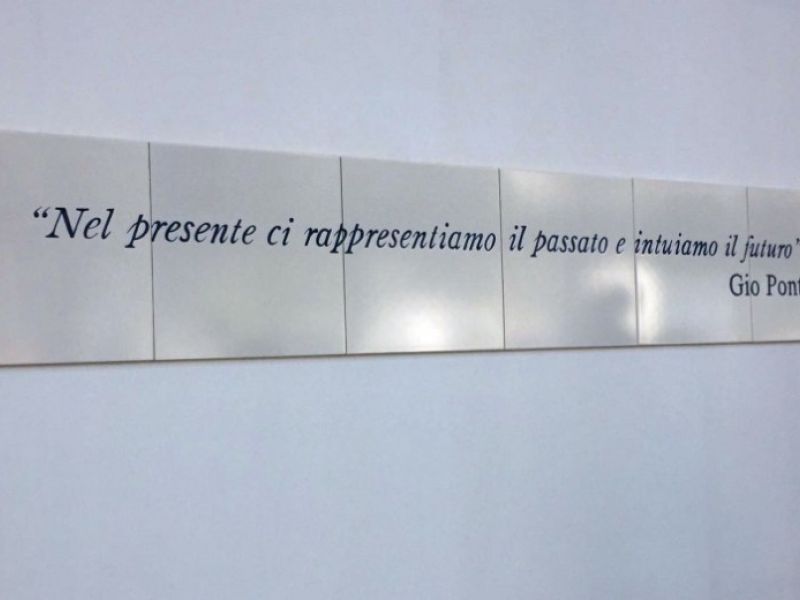 “Nel presente ci rappresentiamo il passato e intuiamo il futuro”
Gio Pont